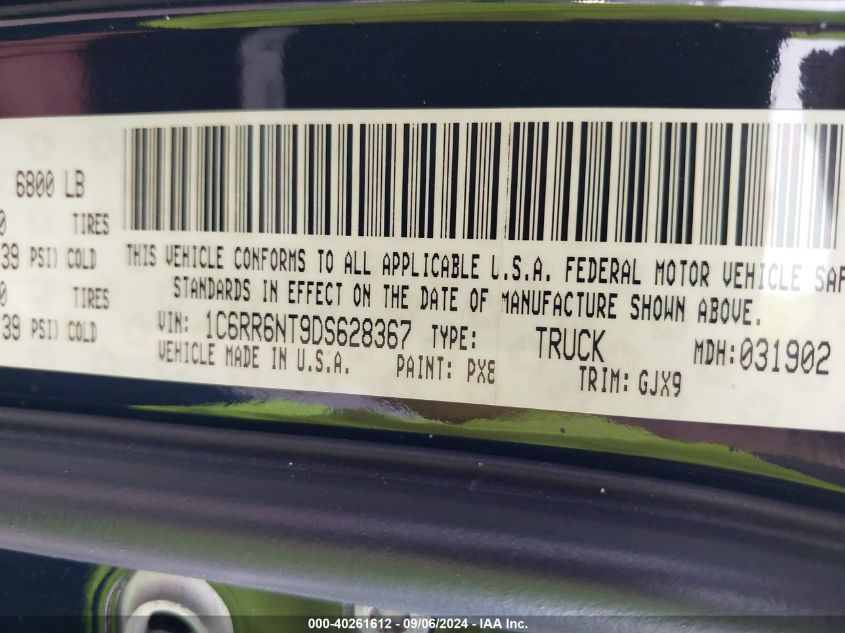 6800 LB
0 TIRES
39 PSI) COLD
0 TIRES
39 PSI) COLD
THIS VEHICLE CONFORMS TO ALL APPLICABLE U.S.A. FEDERAL MOTOR VEHICLE SAF
STANDARDS IN EFFECT ON THE DATE OF MANUFACTURE SHOWN ABOVE.
VIN: 1C6RR6NT9DS628367 TYPE: TRUCK MDH:031902
VEHICLE MADE IN U.S.A. PAINT: PX8 TRIM: GJX9
000-40261612 - 09/06/2024 - IAA Inc.